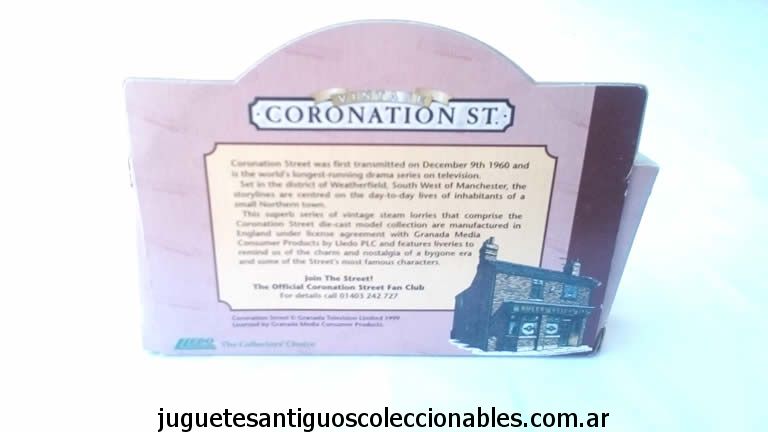 VINTAGE
CORONATION ST.
Coronation Street was first transmitted on December 9th 1960 and
is the world's longest-running drama series on television.
Set in the district of Weatherfield, South West of Manchester, the
storylines are centred on the day-to-day lives of inhabitants of a
small Northern town.
This superb series of vintage steam lorries that comprise the
Coronation Street die-cast model collection are manufactured in
England under license agreement with Granada Media
Consumer Products by Lledo PLC and features liveries to
remind us of the charm and nostalgia of a bygone era
and some of the Street's most famous characters.
Join The Street!
The Official Coronation Street Fan Club
For details call 01403 242 727
Coronation Street © Granada Television Limited 1999
Licensed by Granada Media Consumer Products.
LLEDO The Collectors' Choice
juguetesantiguoscoleccionables.com.ar